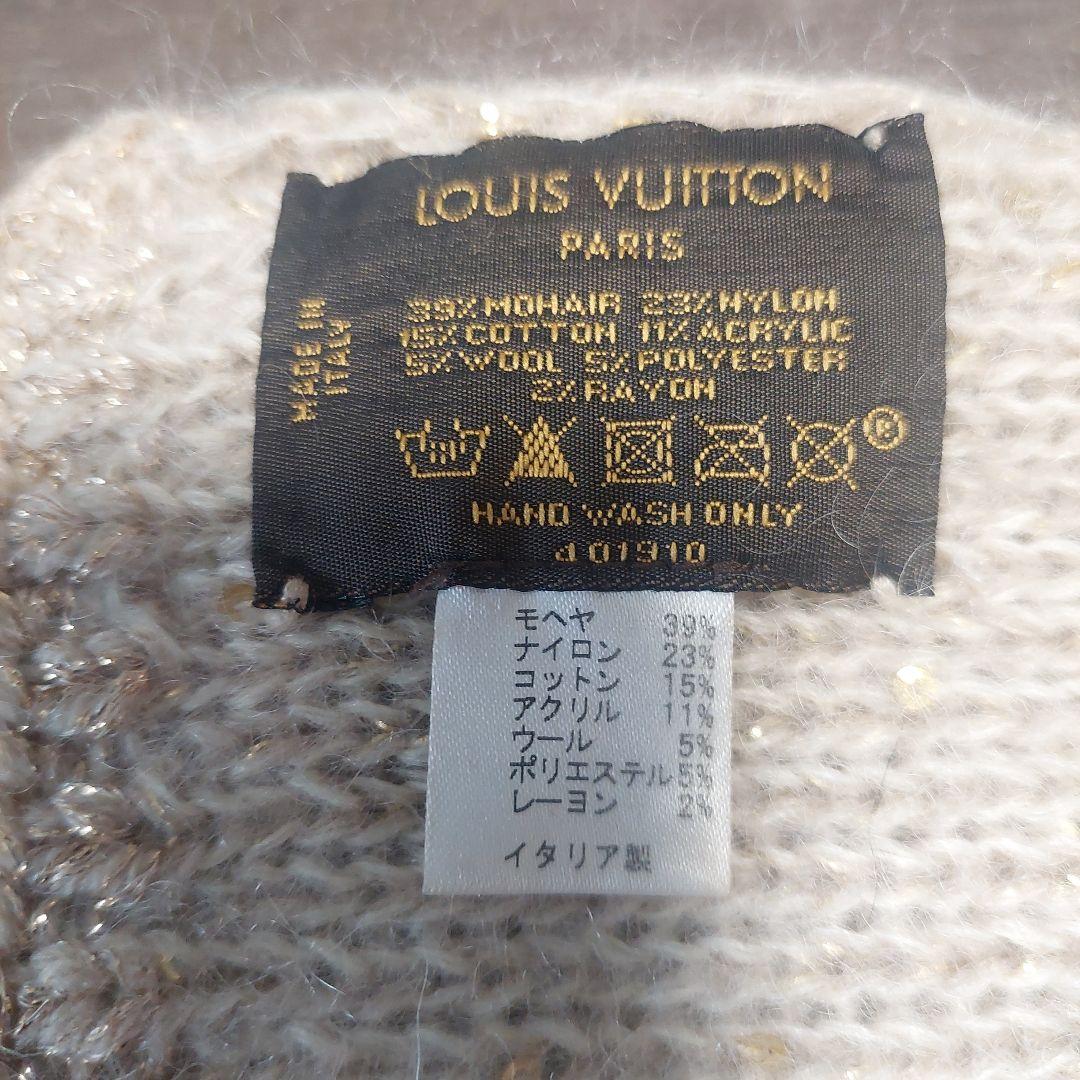 LOUIS VUITTON
PARIS
MADE IN
ITALY
39% MOHAIR 23% NYLON
15% COTTON 11% ACRYLIC
5% WOOL 5% POLYESTER
2% RAYON
®
HAND WASH ONLY
d 01910
モヘヤ 39%
ナイロン 23%
コットン 15%
アクリル 11%
ウール 5%
ポリエステル 5%
レーヨン 2%
イタリア製